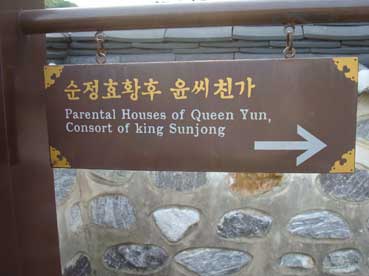 순정효황후 윤씨친가
Parental Houses of Queen Yun,
Consort of king Sunjong